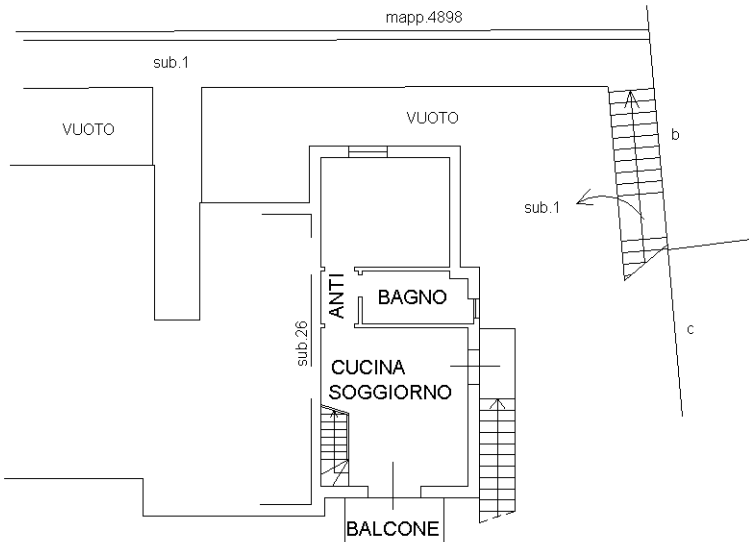 mapp.4898
sub.1
VUOTO
VUOTO
b
sub.1
ANTI
BAGNO
sub.26
c
CUCINA
SOGGIORNO
BALCONE